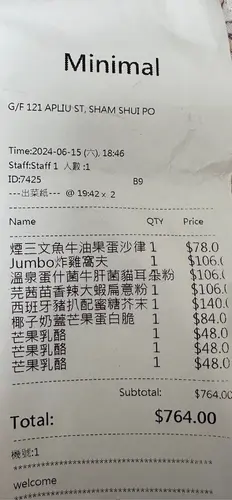 Minimal
G/F 121 APLIU ST, SHAM SHUI PO
Time:2024-06-15 (六), 18:46
Staff:Staff 1 人數 :1
ID:7425 B9
---出菜紙--- @ 19:42 x 2
Name QTY Price
煙三文魚牛油果蛋沙律 1 $78.0
Jumbo炸雞窩夫 1 $106.0
溫泉蛋什菌牛肝菌貓耳朵粉 1 $106.0
芫茜苗香辣大蝦扁意粉 1 $106.0
西班牙豬扒配蜜糖芥末 1 $140.0
椰子奶蓋芒果蛋白脆 1 $84.0
芒果乳酪 1 $48.0
芒果乳酪 1 $48.0
芒果乳酪 1 $48.0
Subtotal: $764.00
Total: $764.00
機號:1
welcome